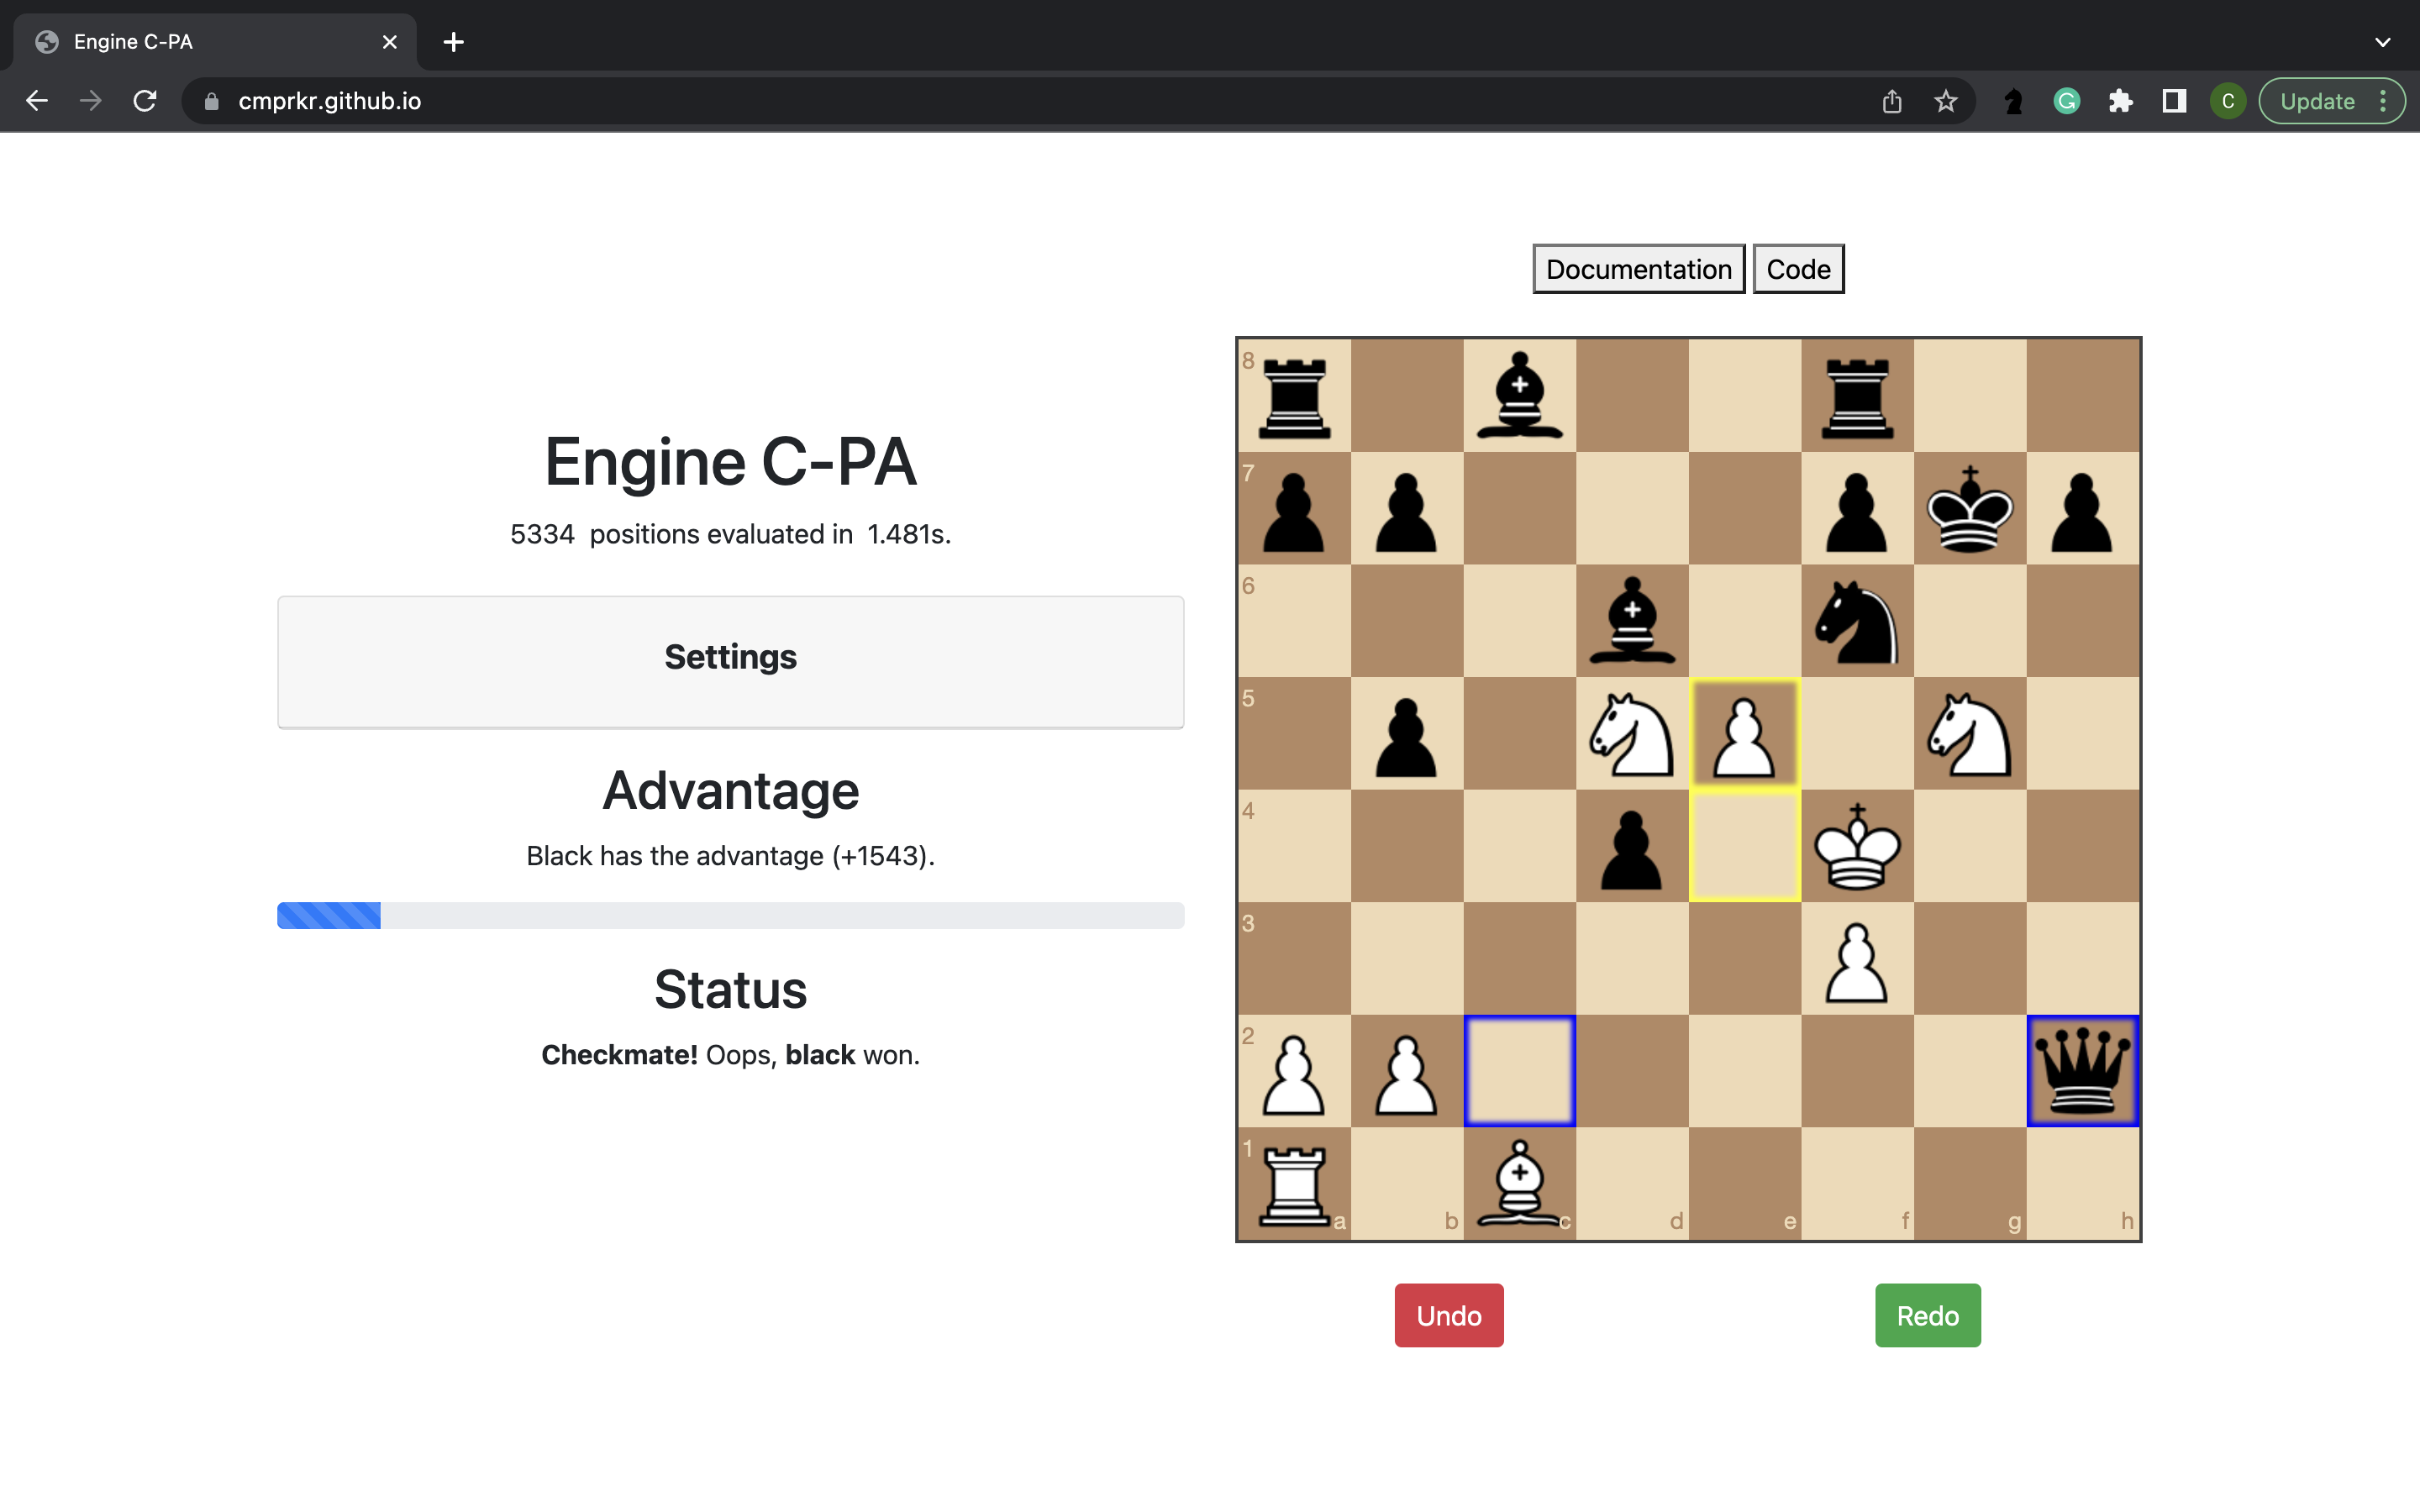 Engine C-PA
cmprkr.github.io
C
Update
Documentation Code
Engine C-PA
5334 positions evaluated in 1.481s.
Settings
Advantage
Black has the advantage (+1543).
Status
Checkmate! Oops, black won.
8
7
6
5
4
3
2
1
a b c d e f g h
Undo Redo